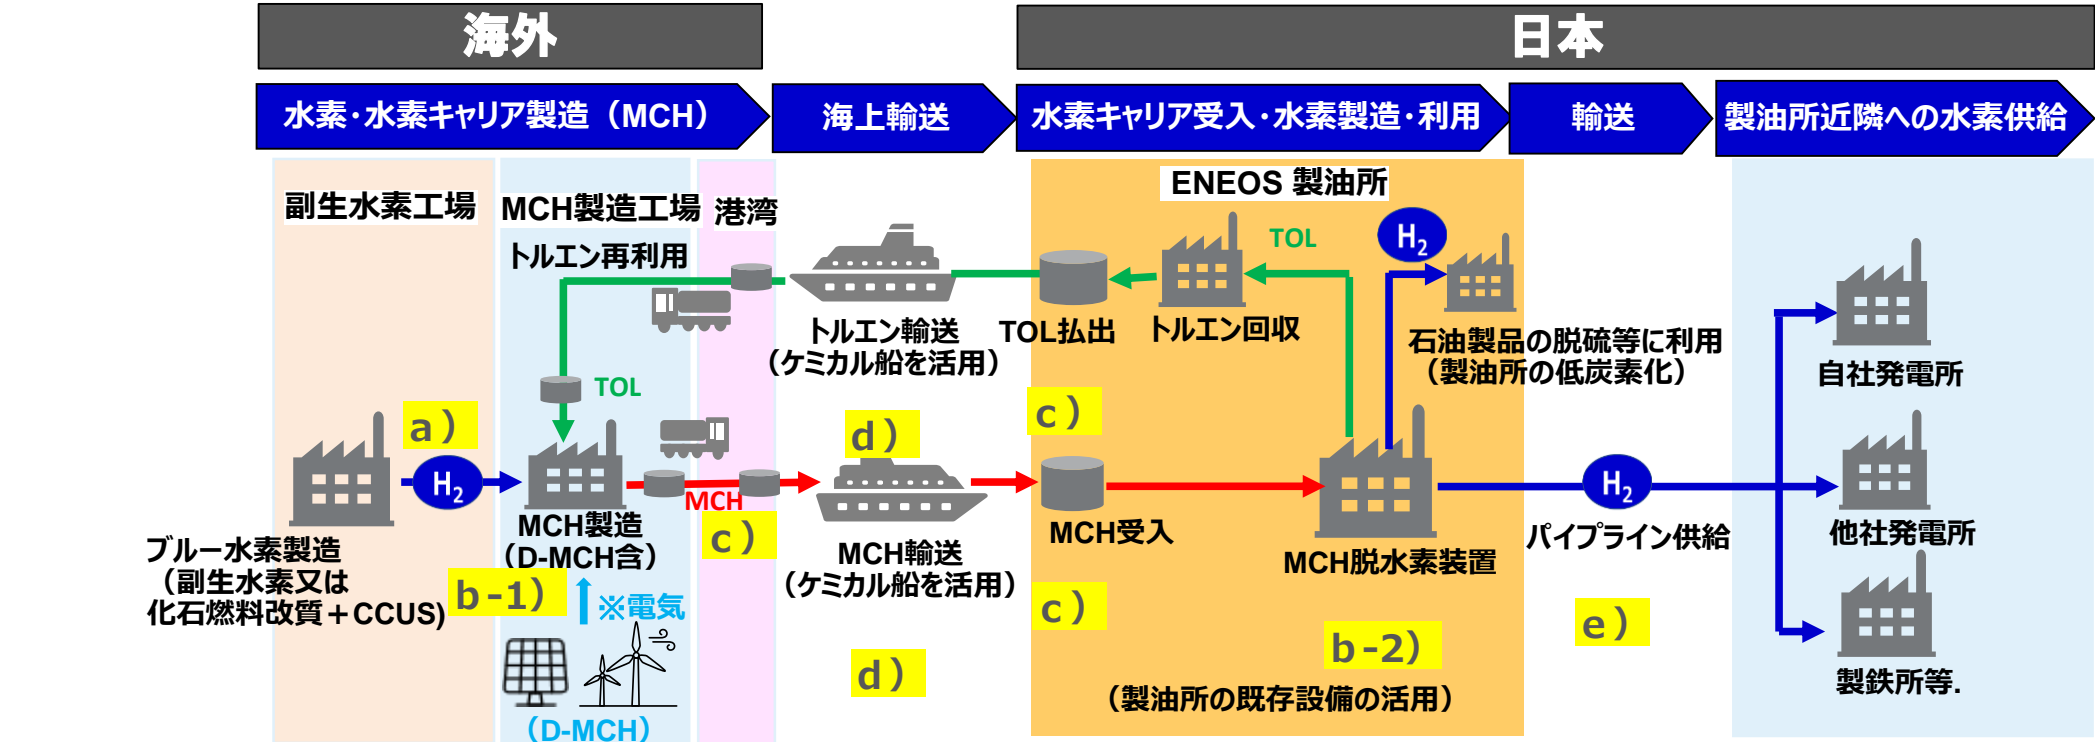 海外
日本
水素・水素キャリア製造（MCH）
海上輸送
水素キャリア受入・水素製造・利用
輸送
製油所近隣への水素供給
副生水素工場
MCH製造工場
港湾
ENEOS 製油所
トルエン再利用
TOL
H2
トルエン輸送
（ケミカル船を活用）
TOL払出
トルエン回収
石油製品の脱硫等に利用
（製油所の低炭素化）
自社発電所
TOL
a）
c）
d）
H2
MCH
c）
MCH製造
（D-MCH含）
MCH輸送
（ケミカル船を活用）
MCH受入
MCH脱水素装置
H2
パイプライン供給
他社発電所
ブルー水素製造
（副生水素又は
化石燃料改質＋CCUS)
b-1）
※電気
c）
e）
b-2）
d）
（製油所の既存設備の活用）
製鉄所等.
（D-MCH）